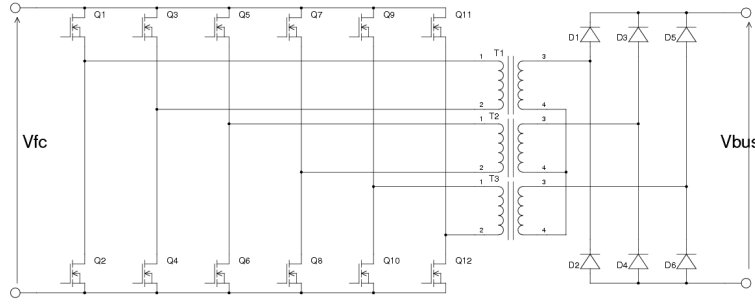 Q1 Q3 Q5 Q7 Q9 Q11
T1
1 3
D1 D3 D5
2 4
T2
1 3
Vfc
Vbus
2 4
T3
1 3
2 4
Q2 Q4 Q6 Q8 Q10 Q12
D2 D4 D6